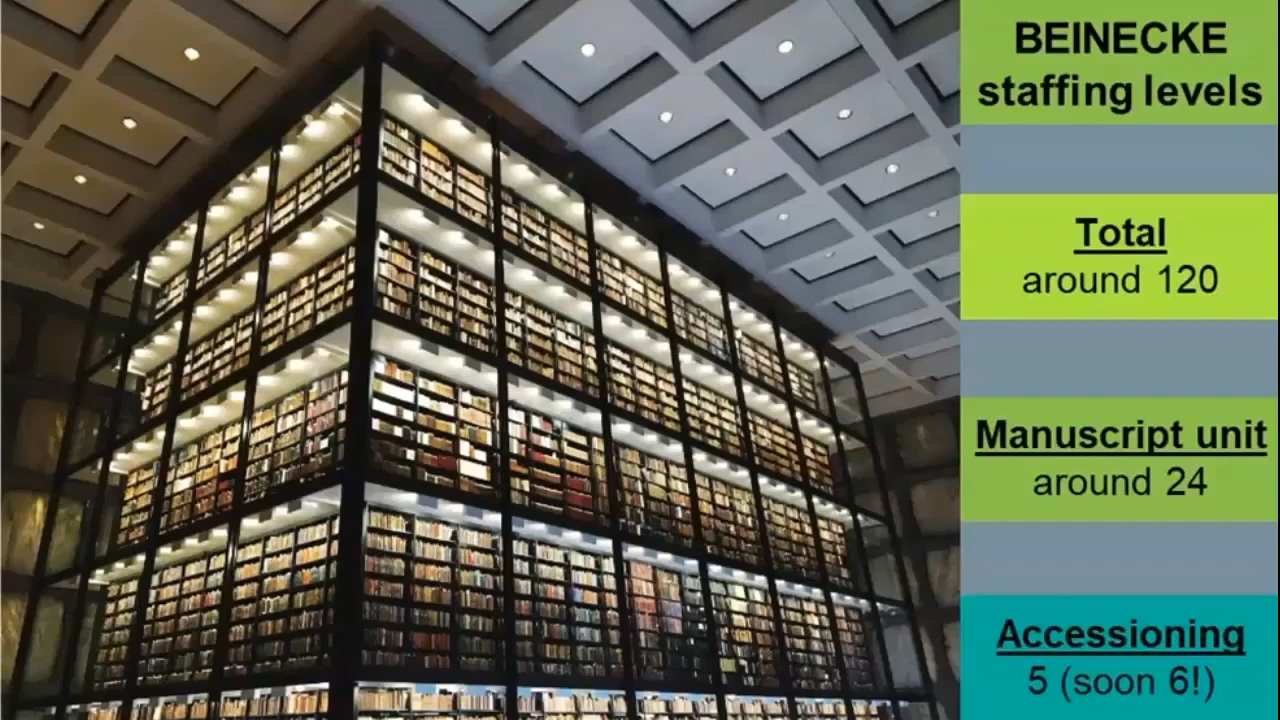 BEINECKE
staffing levels
Total
around 120
Manuscript unit
around 24
Accessioning
5 (soon 6!)